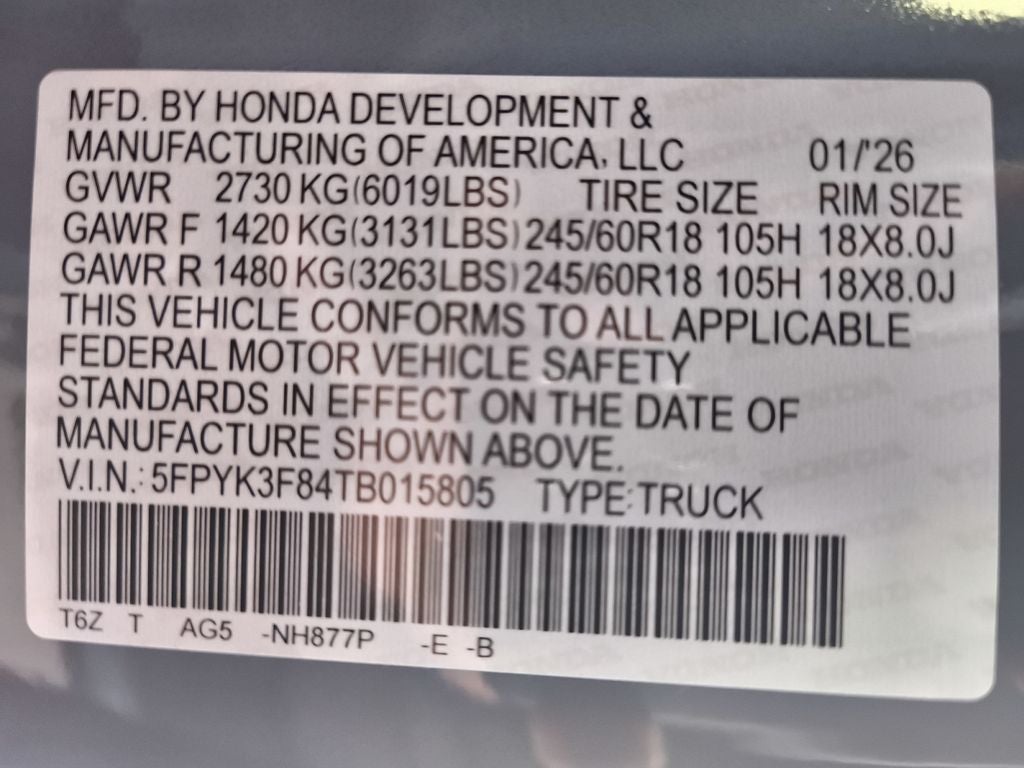 MFD. BY HONDA DEVELOPMENT &
MANUFACTURING OF AMERICA, LLC 01/'26
GVWR 2730 KG(6019LBS) TIRE SIZE RIM SIZE
GAWR F 1420 KG(3131LBS) 245/60R18 105H 18X8.0J
GAWR R 1480 KG(3263LBS) 245/60R18 105H 18X8.0J
THIS VEHICLE CONFORMS TO ALL APPLICABLE
FEDERAL MOTOR VEHICLE SAFETY
STANDARDS IN EFFECT ON THE DATE OF
MANUFACTURE SHOWN ABOVE.
V.I.N.: 5FPYK3F84TB015805 TYPE: TRUCK
T6Z T AG5 -NH877P -E -B